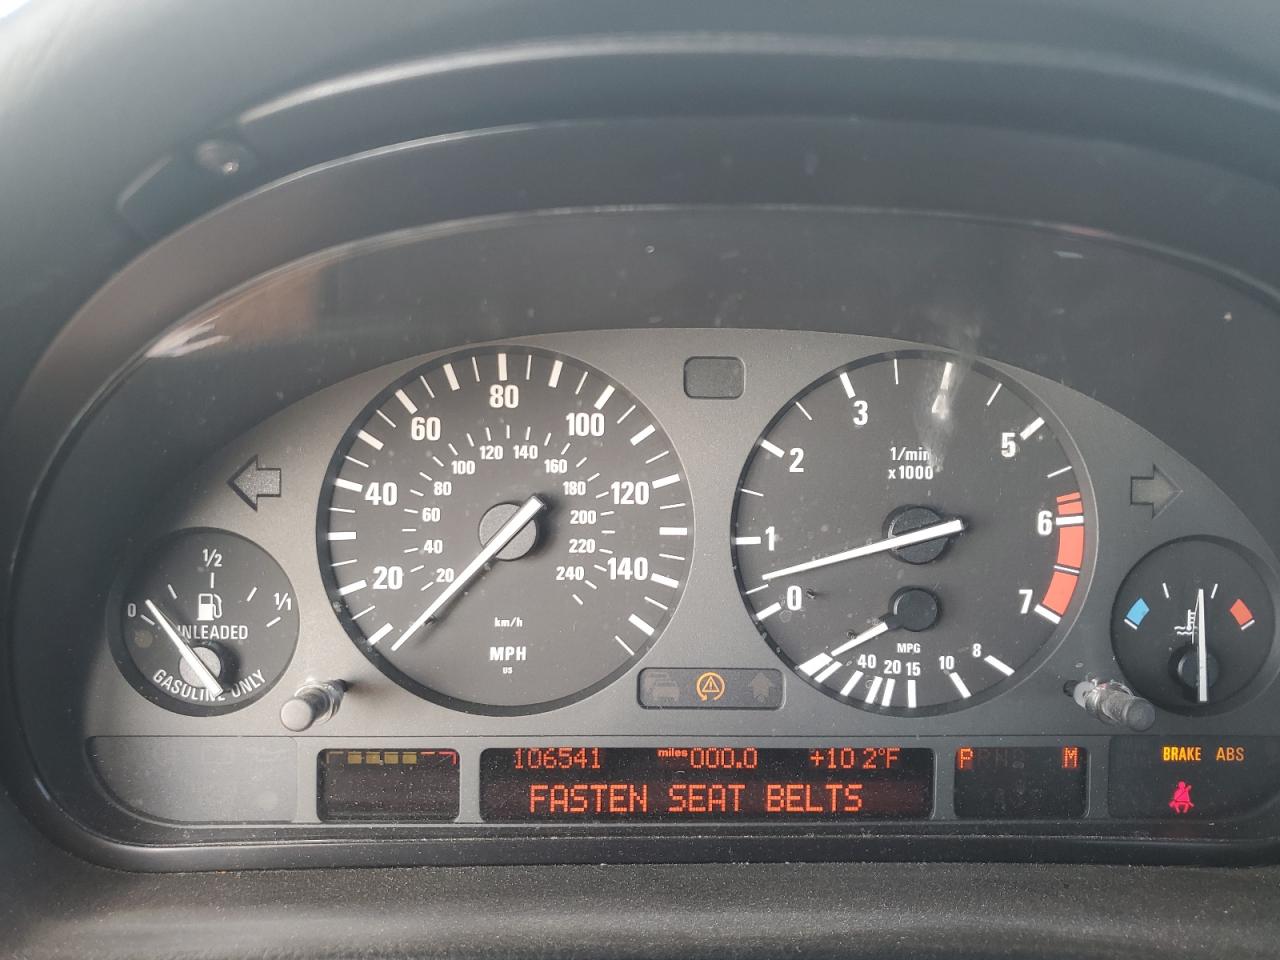 80
60
100
120 140
100
160
40
80
180
120
60
200
40
220
20
20
240
140
km/h
MPH
US
3
5
2
1/min
x1000
1
6
0
7
MPG
40 20 15 10 8
1/2
0
1/1
UNLEADED
GASOLINE ONLY
106541 miles 000.0 +102°F
FASTEN SEAT BELTS
P R N
M
BRAKE ABS